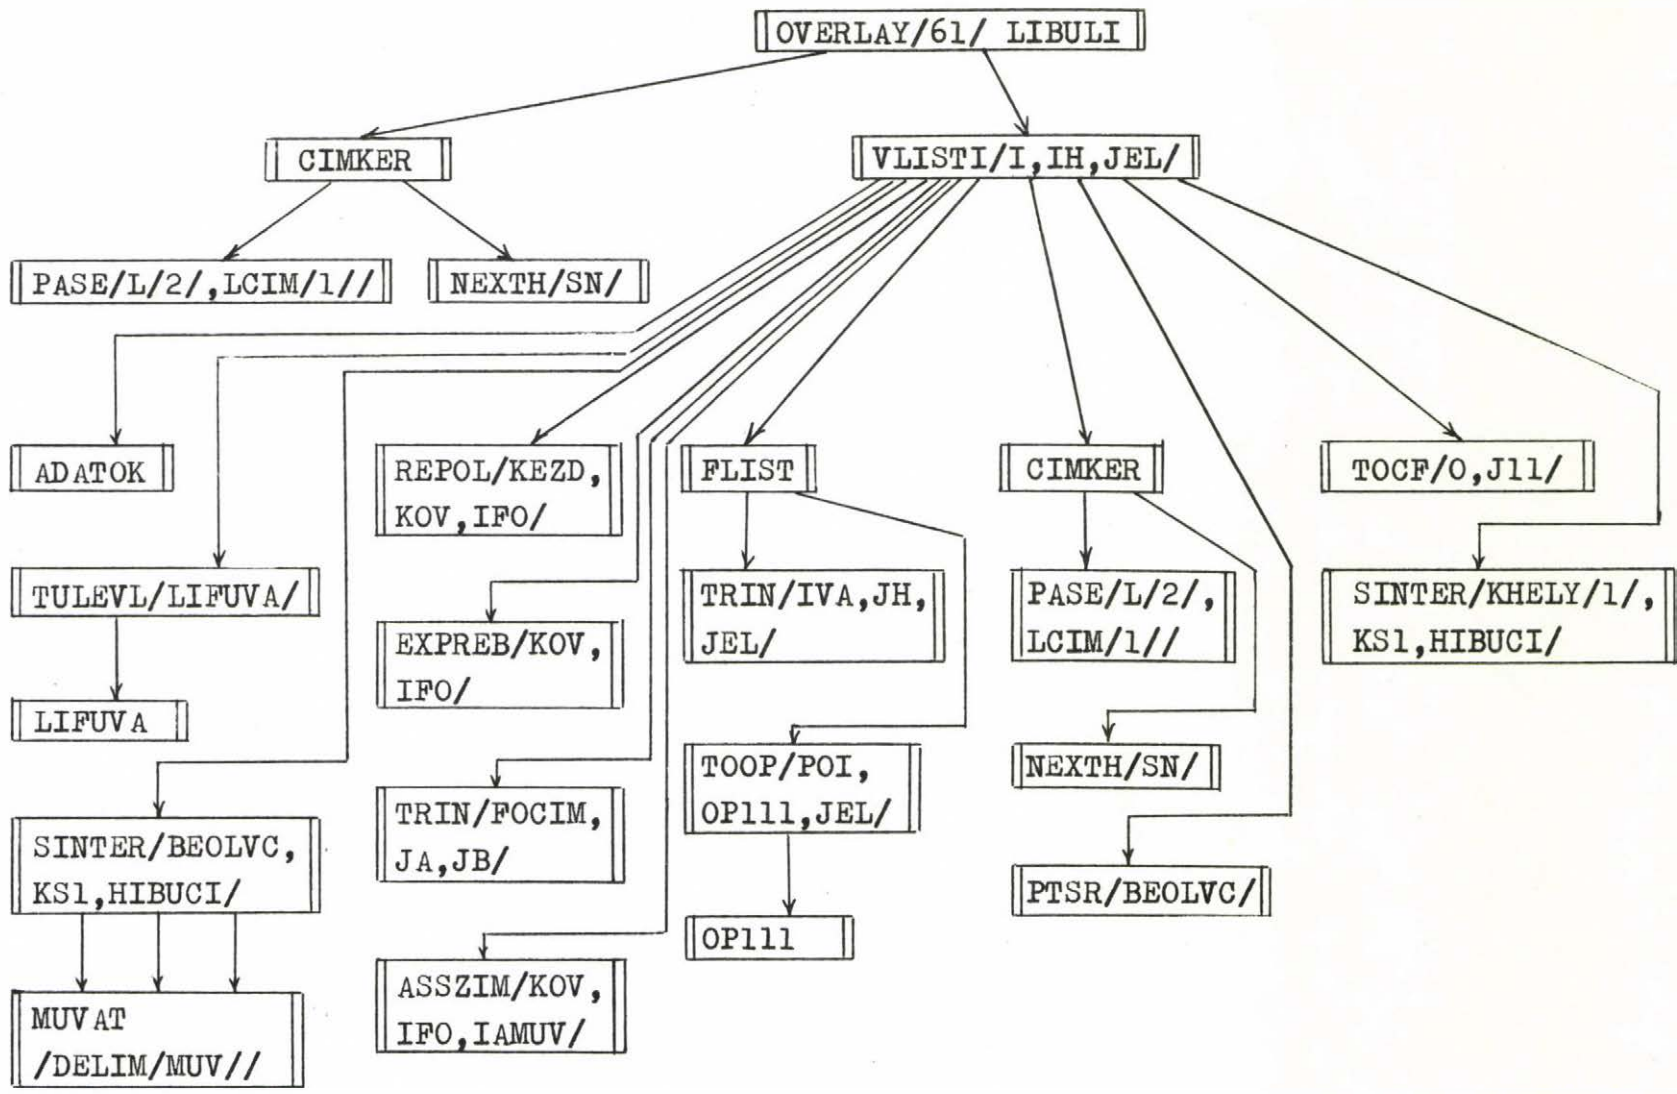 OVERLAY/61/ LIBULI
CIMKER
VLISTI/I,IH,JEL/
PASE/L/2/,LCIM/1//
NEXTH/SN/
ADATOK
REPOL/KEZD,
KOV,IFO/
FLIST
CIMKER
TOCF/O,J11/
TULEVL/LIFUVA/
EXPREB/KOV,
IFO/
TRIN/IVA,JH,
JEL/
PASE/L/2/,
LCIM/1//
SINTER/KHELY/1/,
KS1,HIBUCI/
LIFUVA
TRIN/FOCIM,
JA,JB/
TOOP/POI,
OP111,JEL/
NEXTH/SN/
SINTER/BEOLVC,
KS1,HIBUCI/
PTSR/BEOLVC/
OP111
MUVAT
/DELIM/MUV//
ASSZIM/KOV,
IFO,IAMUV/